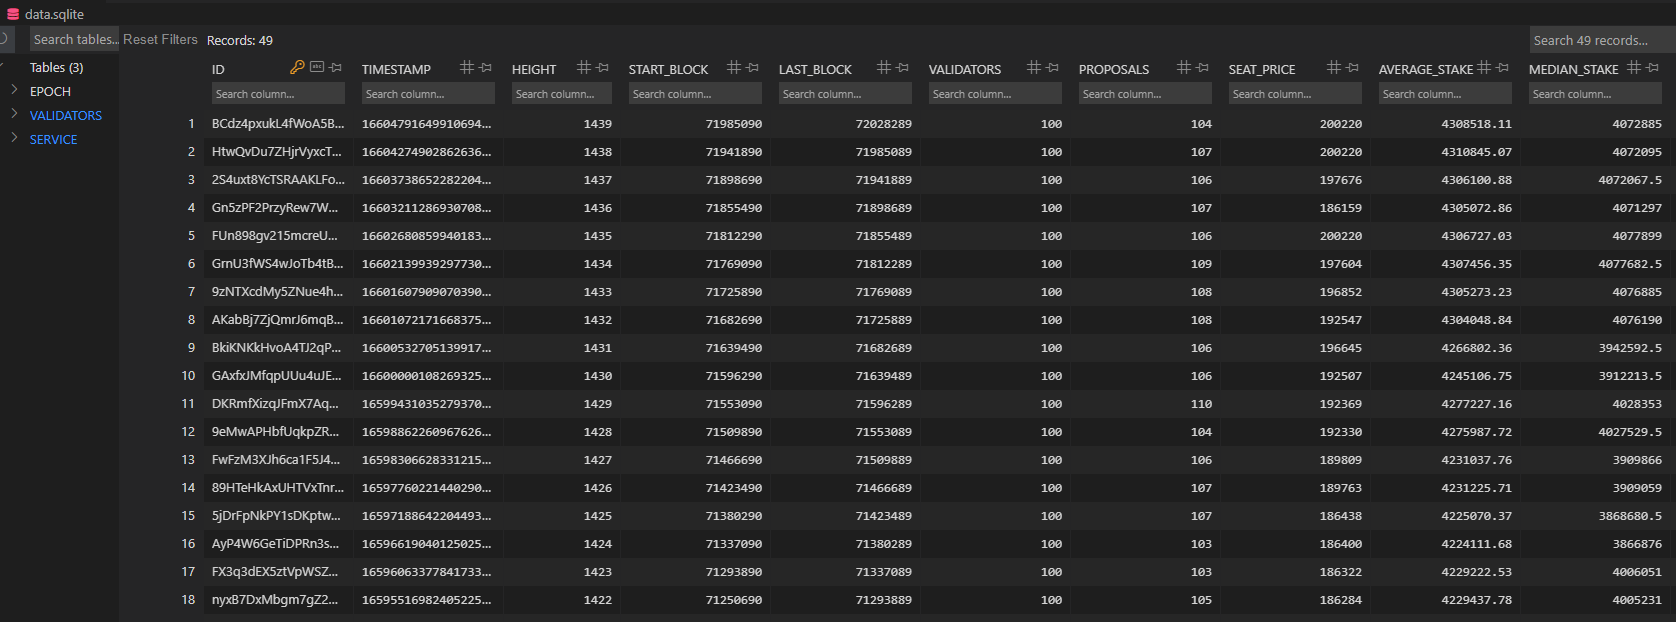 data.sqlite
Search tables... Reset Filters Records: 49 Search 49 records...
Tables (3)
EPOCH
VALIDATORS
SERVICE
ID TIMESTAMP HEIGHT START_BLOCK LAST_BLOCK VALIDATORS PROPOSALS SEAT_PRICE AVERAGE_STAKE MEDIAN_STAKE
Search column... Search column... Search column... Search column... Search column... Search column... Search column... Search column... Search column... Search column...
1 BCdz4pxukL4fWoA5B... 16604791649910694... 1439 71985090 72028289 100 104 200220 4308518.11 4072885
2 HtwQvDu7ZHjrVyxcT... 16604274902862636... 1438 71941890 71985089 100 107 200220 4310845.07 4072095
3 2S4uxt8YcTSRAAKLFo... 16603738652282204... 1437 71898690 71941889 100 106 197676 4306100.88 4072067.5
4 Gn5zPF2PrzyRew7W... 16603211286930708... 1436 71855490 71898689 100 107 186159 4305072.86 4071297
5 FUn898gv215mcreU... 16602680859940183... 1435 71812290 71855489 100 106 200220 4306727.03 4077899
6 GrnU3fWS4wJoTb4tB... 16602139939297730... 1434 71769090 71812289 100 109 197604 4307456.35 4077682.5
7 9zNTXcdMy5ZNue4h... 16601607909070390... 1433 71725890 71769089 100 108 196852 4305273.23 4076885
8 AKabBj7ZjQmrJ6mqB... 16601072171668375... 1432 71682690 71725889 100 108 192547 4304048.84 4076190
9 BkiKNKkHvoA4TJ2qP... 16600532705139917... 1431 71639490 71682689 100 106 196645 4266802.36 3942592.5
10 GAxfxJMfqpUUu4uJE... 16600000108269325... 1430 71596290 71639489 100 106 192507 4245106.75 3912213.5
11 DKRmfXizqJFmX7Aq... 16599431035279370... 1429 71553090 71596289 100 110 192369 4277227.16 4028353
12 9eMwAPHbfUqkpZR... 16598862260967626... 1428 71509890 71553089 100 104 192330 4275987.72 4027529.5
13 FwFzM3XJh6ca1F5J4... 16598306628331215... 1427 71466690 71509889 100 106 189809 4231037.76 3909866
14 89HTeHkAxUHTVxTnr... 16597760221440290... 1426 71423490 71466689 100 107 189763 4231225.71 3909059
15 5jDrFpNkPY1sDKptw... 16597188642204493... 1425 71380290 71423489 100 107 186438 4225070.37 3868680.5
16 AyP4W6GeTiDPRn3s... 16596619040125025... 1424 71337090 71380289 100 103 186400 4224111.68 3866876
17 FX3q3dEX5ztVpWSZ... 16596063377841733... 1423 71293890 71337089 100 103 186322 4229222.53 4006051
18 nyxB7DxMbgm7gZ2... 16595516982405225... 1422 71250690 71293889 100 105 186284 4229437.78 4005231